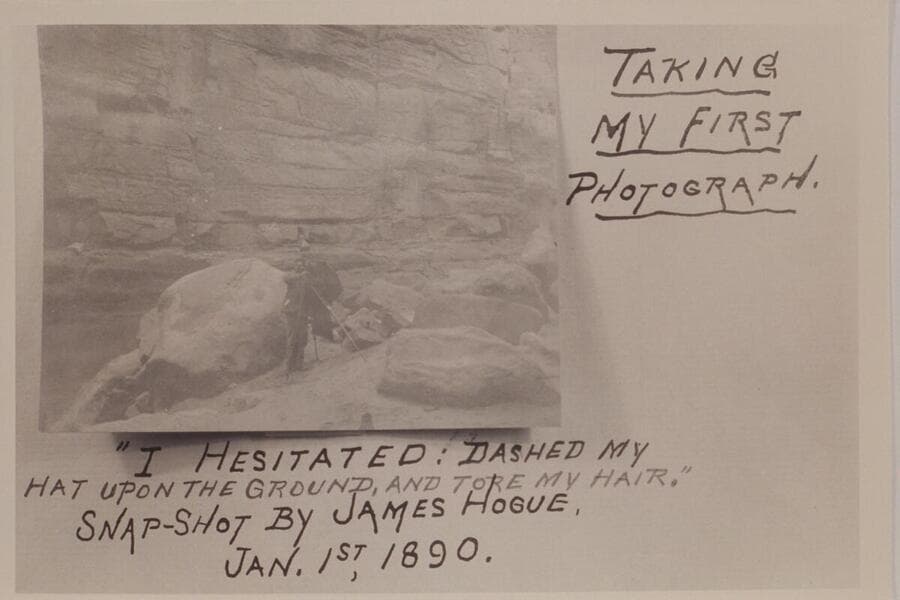 TAKING
MY FIRST
PHOTOGRAPH.
"I HESITATED: DASHED MY
HAT UPON THE GROUND, AND TORE MY HAIR."
SNAP-SHOT BY JAMES HOGUE,
JAN. 1ST, 1890.